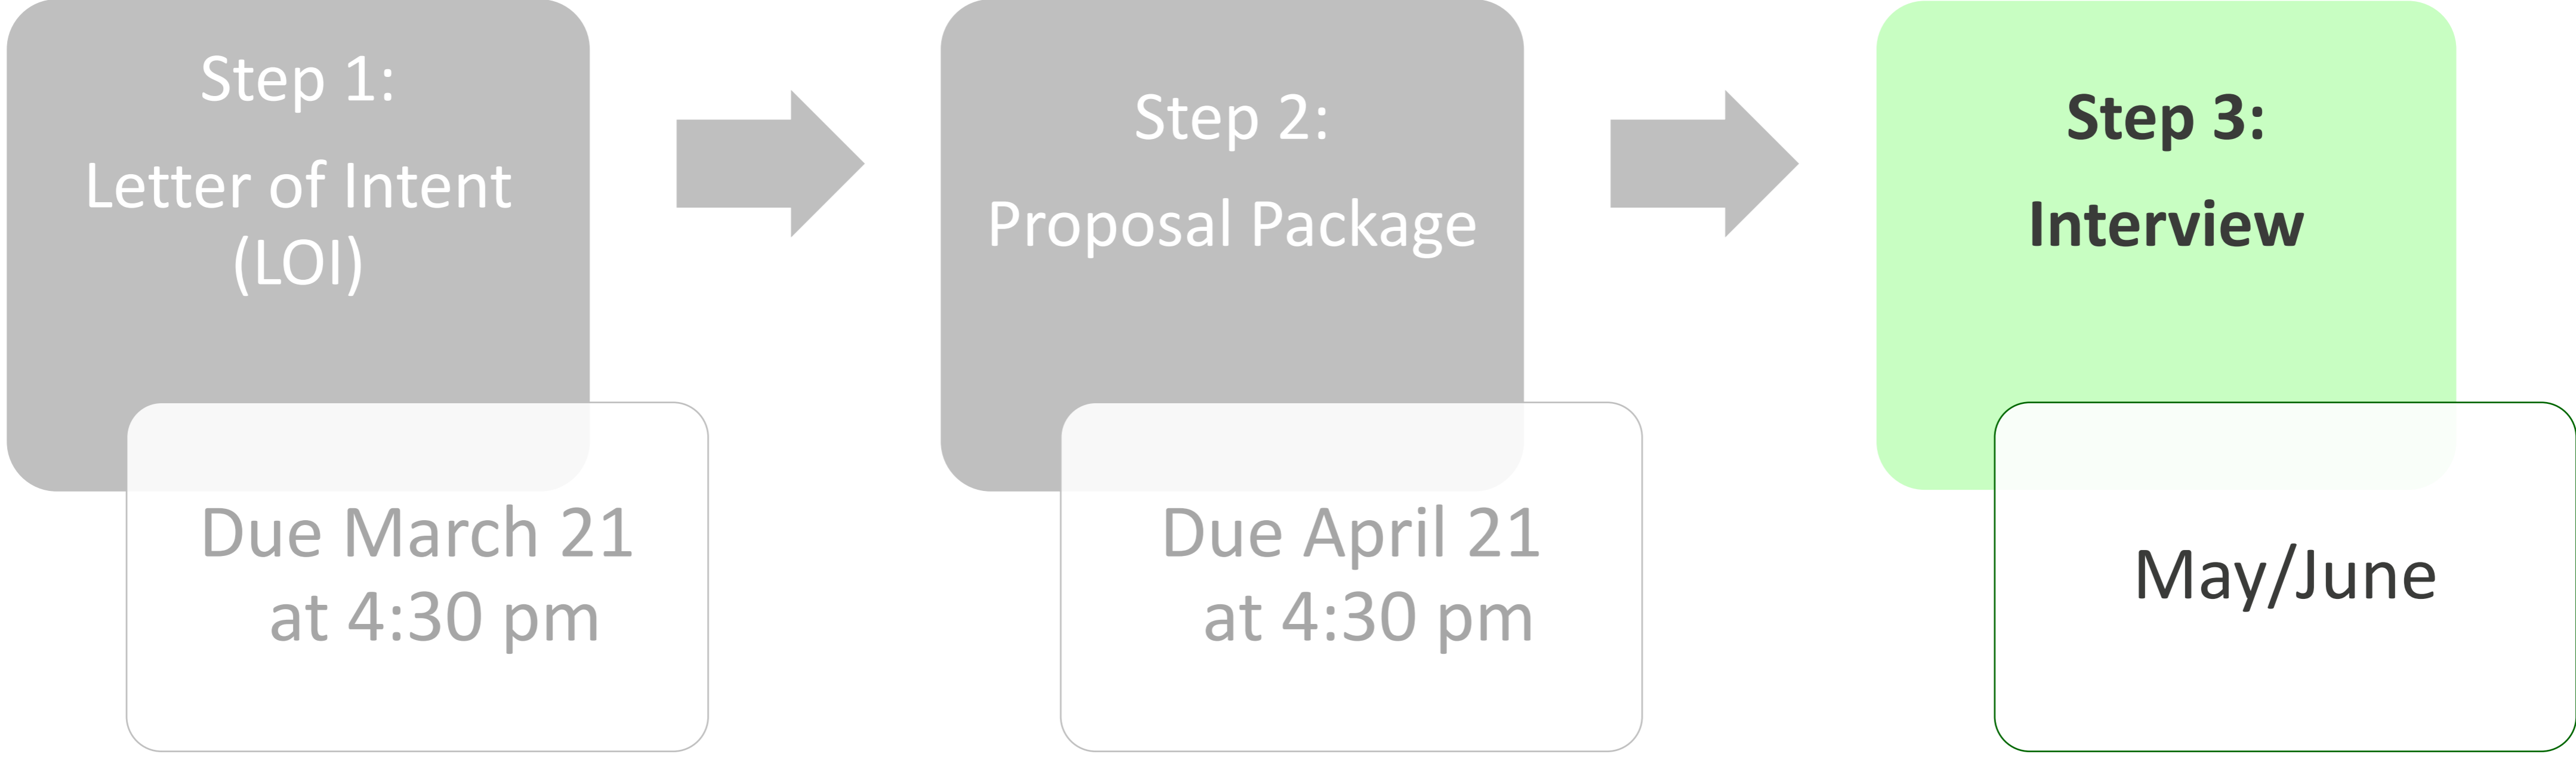 Step 1:
Letter of Intent
(LOI)
Due March 21
at 4:30 pm
Step 2:
Proposal Package
Due April 21
at 4:30 pm
Step 3:
Interview
May/June